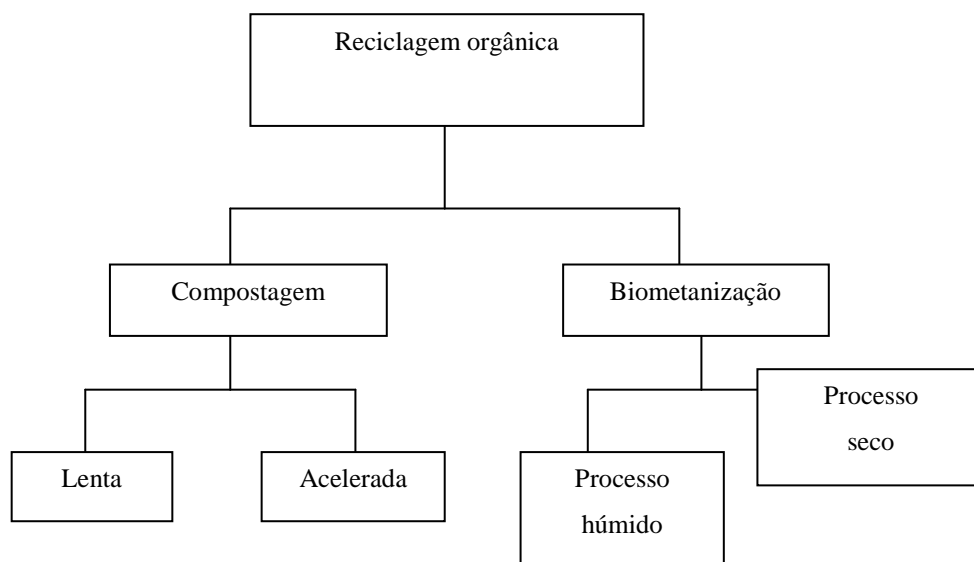 Reciclagem orgânica
Compostagem
Biometanização
Lenta
Acelerada
Processo
húmido
Processo
seco